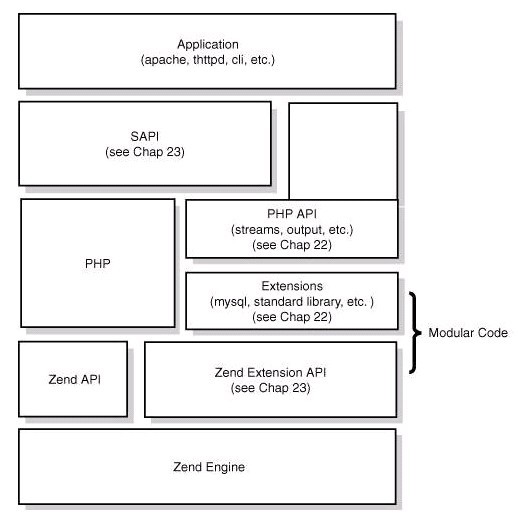 Application
(apache, thttpd, cli, etc.)
SAPI
(see Chap 23)
PHP API
(streams, output, etc.)
(see Chap 22)
PHP
Extensions
(mysql, standard library, etc. )
(see Chap 22)
Modular Code
Zend API
Zend Extension API
(see Chap 23)
Zend Engine